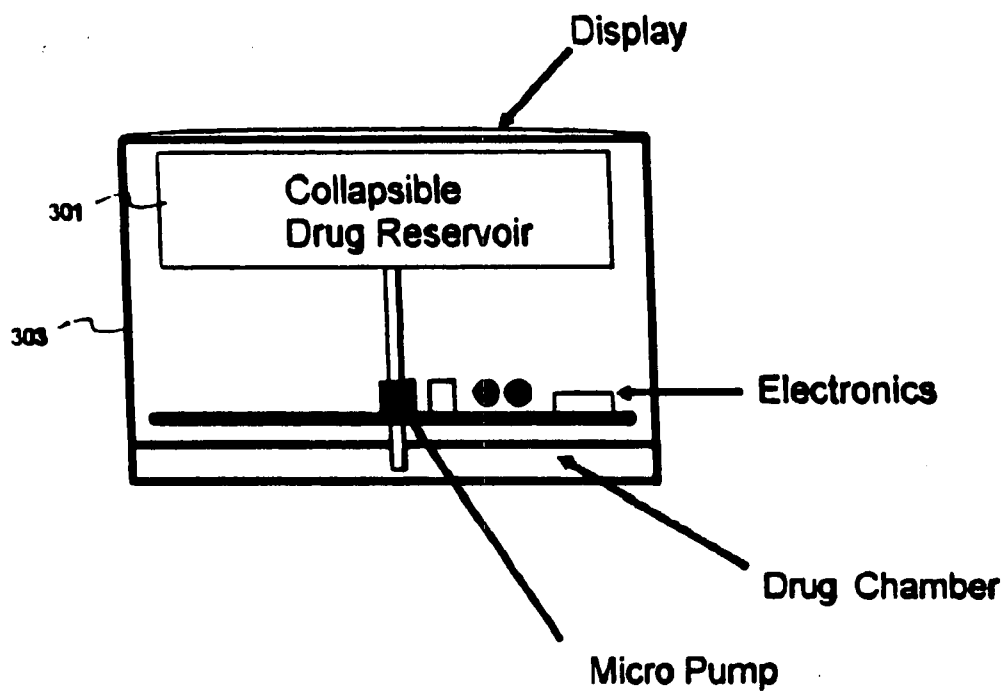 Display
Collapsible
Drug Reservoir
301
303
Electronics
Drug Chamber
Micro Pump